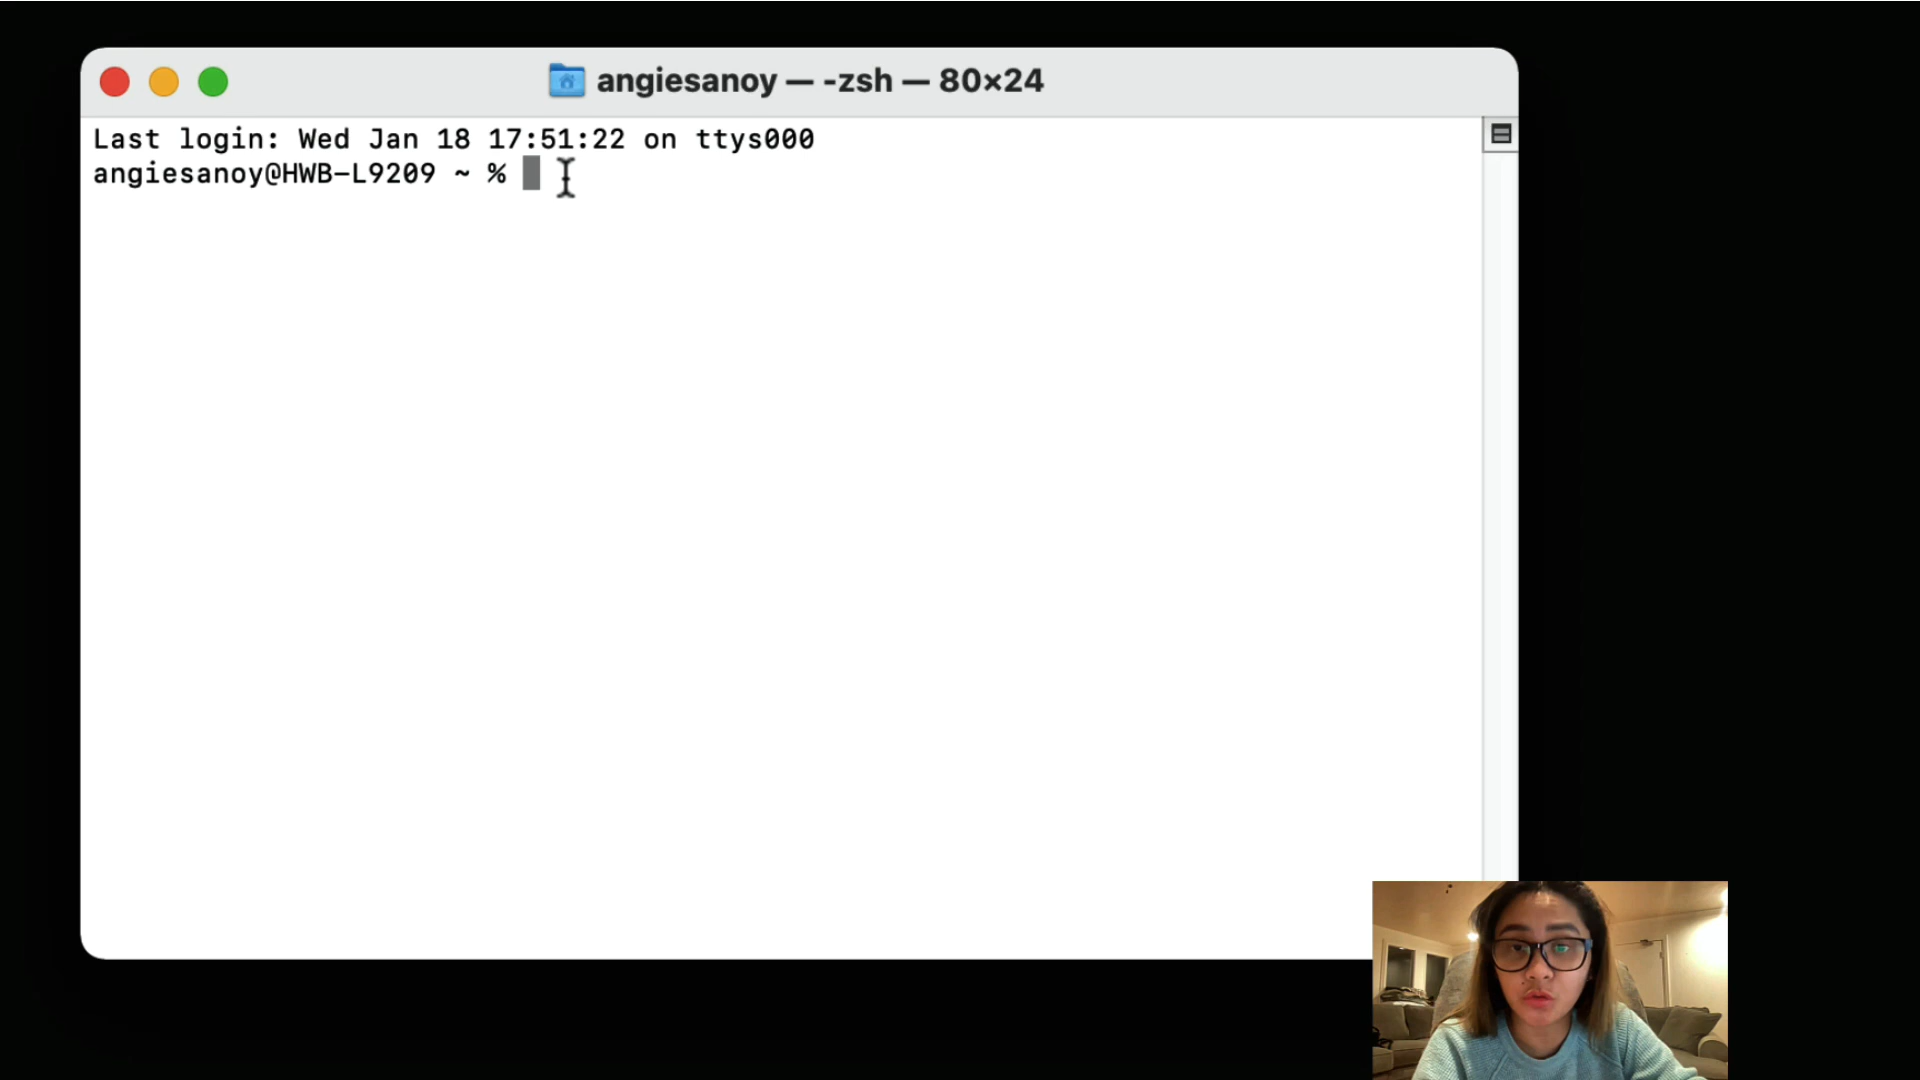 angiesanoy — -zsh — 80×24
Last login: Wed Jan 18 17:51:22 on ttys000
angiesanoy@HWB-L9209 ~ %